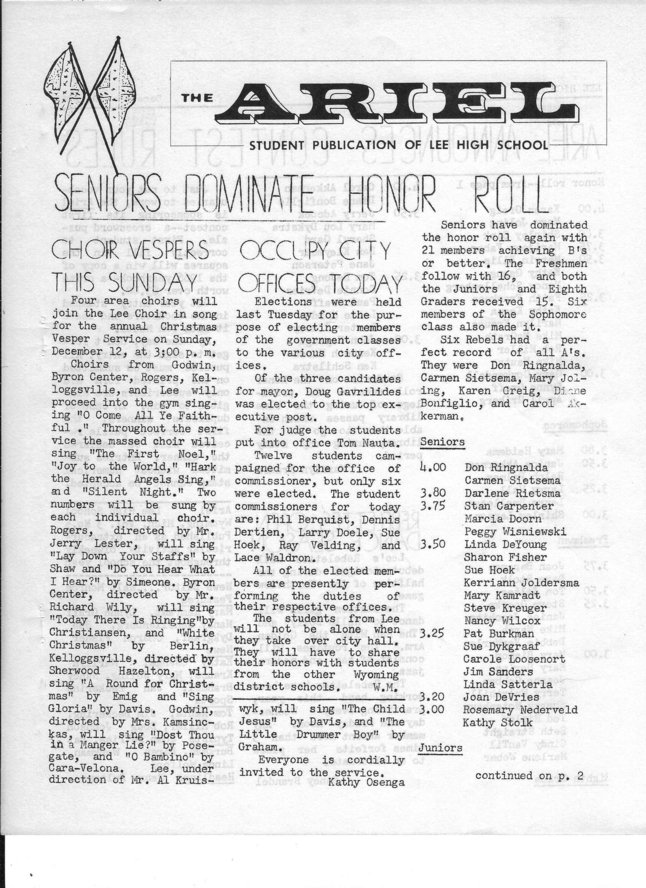 THE ARIEL
STUDENT PUBLICATION OF LEE HIGH SCHOOL
SENIORS DOMINATE HONOR ROLL
CHOIR VESPERS
THIS SUNDAY
Four area choirs will
join the Lee Choir in song
for the annual Christmas
Vesper Service on Sunday,
December 12, at 3:00 p. m.
Choirs from Godwin,
Byron Center, Rogers, Kel-
loggsville, and Lee will
proceed into the gym sing-
ing "O Come All Ye Faith-
ful ." Throughout the ser-
vice the massed choir will
sing "The First Noel,"
"Joy to the World," "Hark
the Herald Angels Sing,"
and "Silent Night." Two
numbers will be sung by
each individual choir.
Rogers, directed by Mr.
Jerry Lester, will sing
"Lay Down Your Staffs" by
Shaw and "Do You Hear What
I Hear?" by Simeone. Byron
Center, directed by Mr.
Richard Wily, will sing
"Today There Is Ringing"by
Christiansen, and "White
Christmas" by Berlin,
Kelloggsville, directed by
Sherwood Hazelton, will
sing "A Round for Christ-
mas" by Emig and "Sing
Gloria" by Davis. Godwin,
directed by Mrs. Kamsinc-
kas, will sing "Dost Thou
in a Manger Lie?" by Pose-
gate, and "O Bambino" by
Cara-Velona. Lee, under
direction of Mr. Al Kruis-
OCCUPY CITY
OFFICES TODAY
Elections were held
last Tuesday for the pur-
pose of electing members
of the government classes
to the various city off-
ices.
Of the three candidates
for mayor, Doug Gavrilides
was elected to the top ex-
ecutive post.
For judge the students
put into office Tom Nauta.
Twelve students cam-
paigned for the office of
commissioner, but only six
were elected. The student
commissioners for today
are: Phil Berquist, Dennis
Dertien, Larry Doele, Sue
Hoek, Ray Velding, and
Lace Waldron.
All of the elected mem-
bers are presently per-
forming the duties of
their respective offices.
The students from Lee
will not be alone when
they take over city hall.
They will have to share
their honors with students
from the other Wyoming
district schools. W.M.
wyk, will sing "The Child
Jesus" by Davis, and "The
Little Drummer Boy" by
Graham.
Everyone is cordially
invited to the service.
Kathy Osenga
Seniors have dominated
the honor roll again with
21 members achieving B's
or better. The Freshmen
follow with 16, and both
the Juniors and Eighth
Graders received 15. Six
members of the Sophomore
class also made it.
Six Rebels had a per-
fect record of all A's.
They were Don Ringnalda,
Carmen Sietsema, Mary Jol-
ing, Karen Greig, Diane
Bonfiglio, and Carol Ak-
kerman.
Seniors
4.00 Don Ringnalda
Carmen Sietsema
3.80 Darlene Rietsma
3.75 Stan Carpenter
Marcia Doorn
Peggy Wisniewski
3.50 Linda DeYoung
Sharon Fisher
Sue Hoek
Kerriann Joldersma
Mary Kamradt
Steve Kreuger
Nancy Wilcox
3.25 Pat Burkman
Sue Dykgraaf
Carole Loosenort
Jim Sanders
Linda Satterla
3.20 Joan DeVries
3.00 Rosemary Nederveld
Kathy Stolk
Juniors
continued on p. 2